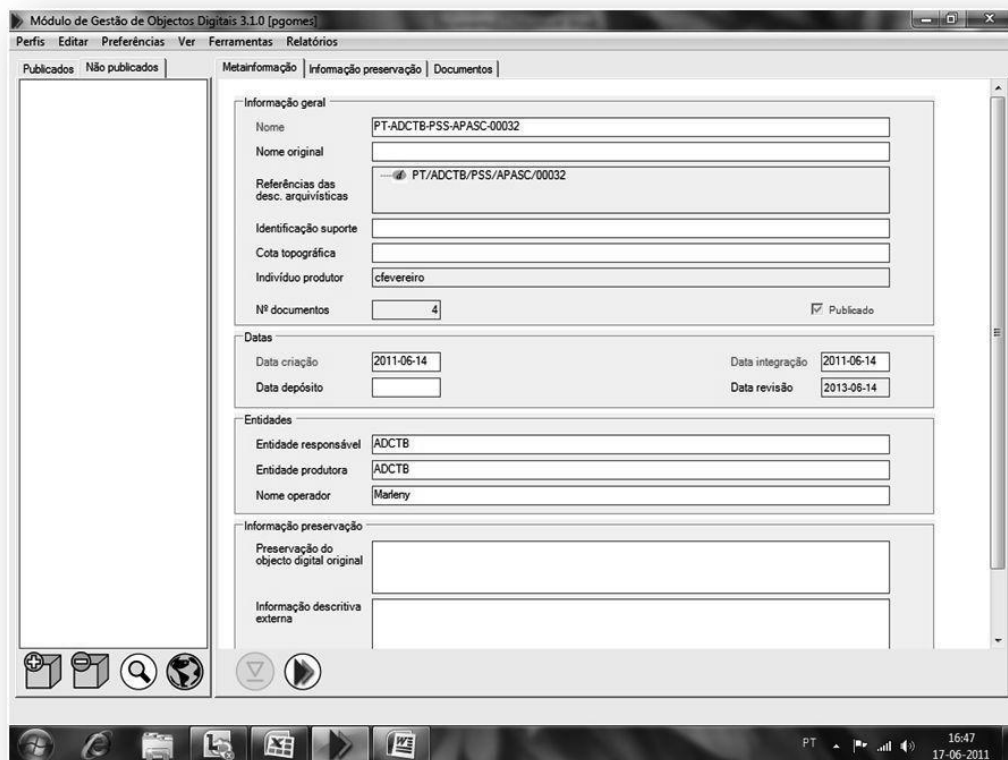 Módulo de Gestão de Objectos Digitais 3.1.0 [pgomes]
Perfis Editar Preferências Ver Ferramentas Relatórios
Publicados Não publicados
Metainformação Informação preservação Documentos
Informação geral
Nome PT-ADCTB-PSS-APASC-00032
Nome original
Referências das
desc. arquivísticas
PT/ADCTB/PSS/APASC/00032
Identificação suporte
Cota topográfica
Indivíduo produtor cfevereiro
Nº documentos 4 Publicado
Datas
Data criação 2011-06-14 Data integração 2011-06-14
Data depósito Data revisão 2013-06-14
Entidades
Entidade responsável ADCTB
Entidade produtora ADCTB
Nome operador Marleny
Informação preservação
Preservação do
objecto digital original
Informação descritiva
externa
PT 16:47
17-06-2011